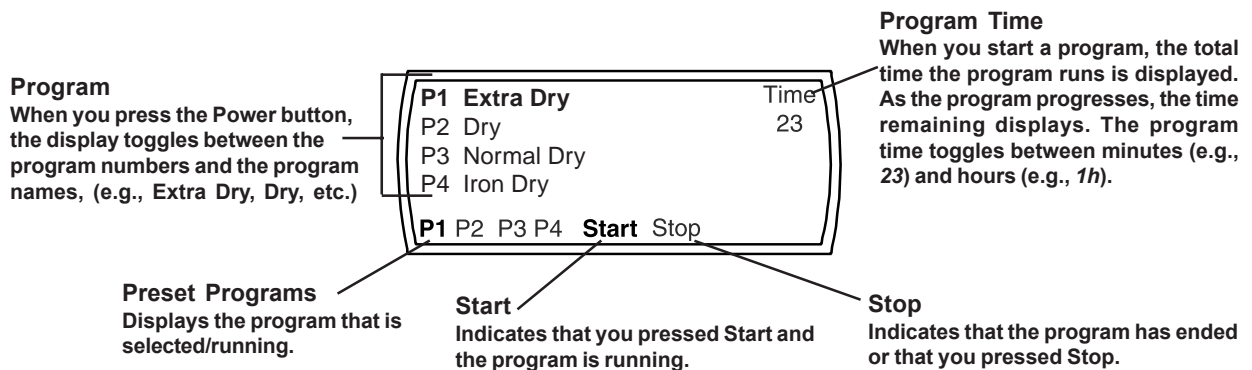 Program Time
When you start a program, the total
time the program runs is displayed.
As the program progresses, the time
remaining displays. The program
time toggles between minutes (e.g.,
23) and hours (e.g., 1h).
Program
When you press the Power button,
the display toggles between the
program numbers and the program
names, (e.g., Extra Dry, Dry, etc.)
P1 Extra Dry Time
P2 Dry 23
P3 Normal Dry
P4 Iron Dry
P1 P2 P3 P4 Start Stop
Preset Programs
Displays the program that is
selected/running.
Start
Indicates that you pressed Start and
the program is running.
Stop
Indicates that the program has ended
or that you pressed Stop.